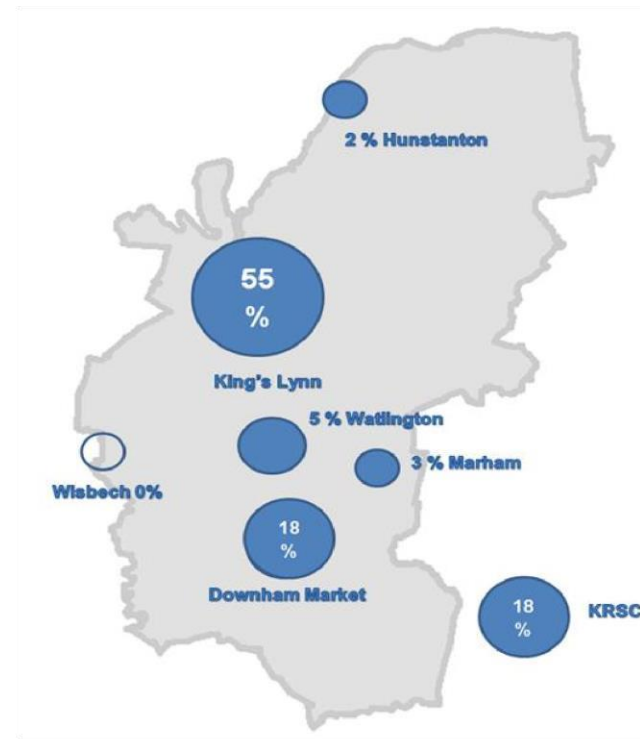 2 % Hunstanton
55
%
King's Lynn
5 % Watlington
3 % Marham
Wisbech 0%
18
%
Downham Market
18
%
KRSC